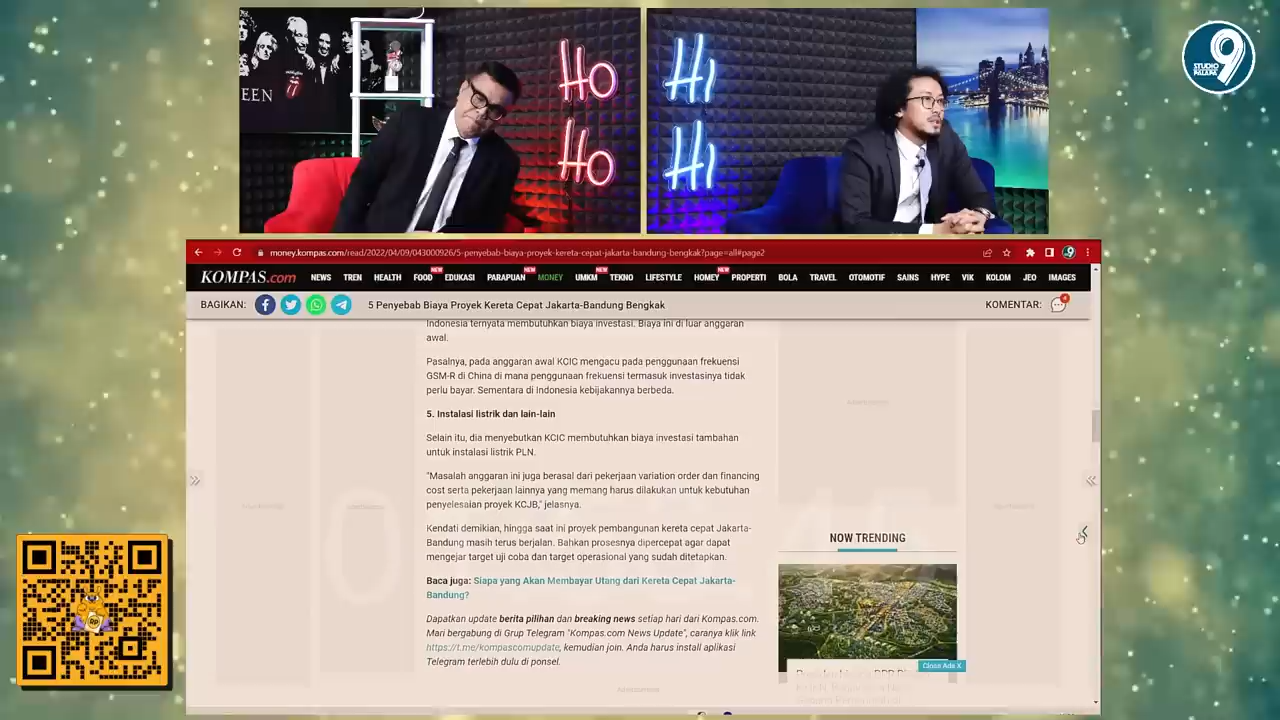 EEN
Ho
Ho
Hi
Hi
9
STUDIO
PALAPA
money.kompas.com/read/2022/04/09/043000926/5-penyebab-biaya-proyek-kereta-cepat-jakarta-bandung-bengkak?page=all#page2
KOMPAS.com NEWS TREN HEALTH FOOD NEW EDUKASI PARAPUAN NEW MONEY UMKM NEW TEKNO LIFESTYLE HOMEY NEW PROPERTI BOLA TRAVEL OTOMOTIF SAINS HYPE VIK KOLOM JEO IMAGES
BAGIKAN: 5 Penyebab Biaya Proyek Kereta Cepat Jakarta-Bandung Bengkak KOMENTAR: 4
Indonesia ternyata membutuhkan biaya investasi. Biaya ini di luar anggaran
awal.
Pasalnya, pada anggaran awal KCIC mengacu pada penggunaan frekuensi
GSM-R di China di mana penggunaan frekuensi termasuk investasinya tidak
perlu bayar. Sementara di Indonesia kebijakannya berbeda.
5. Instalasi listrik dan lain-lain
Selain itu, dia menyebutkan KCIC membutuhkan biaya investasi tambahan
untuk instalasi listrik PLN.
"Masalah anggaran ini juga berasal dari pekerjaan variation order dan financing
cost serta pekerjaan lainnya yang memang harus dilakukan untuk kebutuhan
penyelesaian proyek KCJB," jelasnya.
Kendati demikian, hingga saat ini proyek pembangunan kereta cepat Jakarta-
Bandung masih terus berjalan. Bahkan prosesnya dipercepat agar dapat
mengejar target uji coba dan target operasional yang sudah ditetapkan.
Baca juga: Siapa yang Akan Membayar Utang dari Kereta Cepat Jakarta-
Bandung?
Dapatkan update berita pilihan dan breaking news setiap hari dari Kompas.com.
Mari bergabung di Grup Telegram "Kompas.com News Update", caranya klik link
https://t.me/kompascomupdate, kemudian join. Anda harus install aplikasi
Telegram terlebih dulu di ponsel.
NOW TRENDING
Close Ads X
Rp